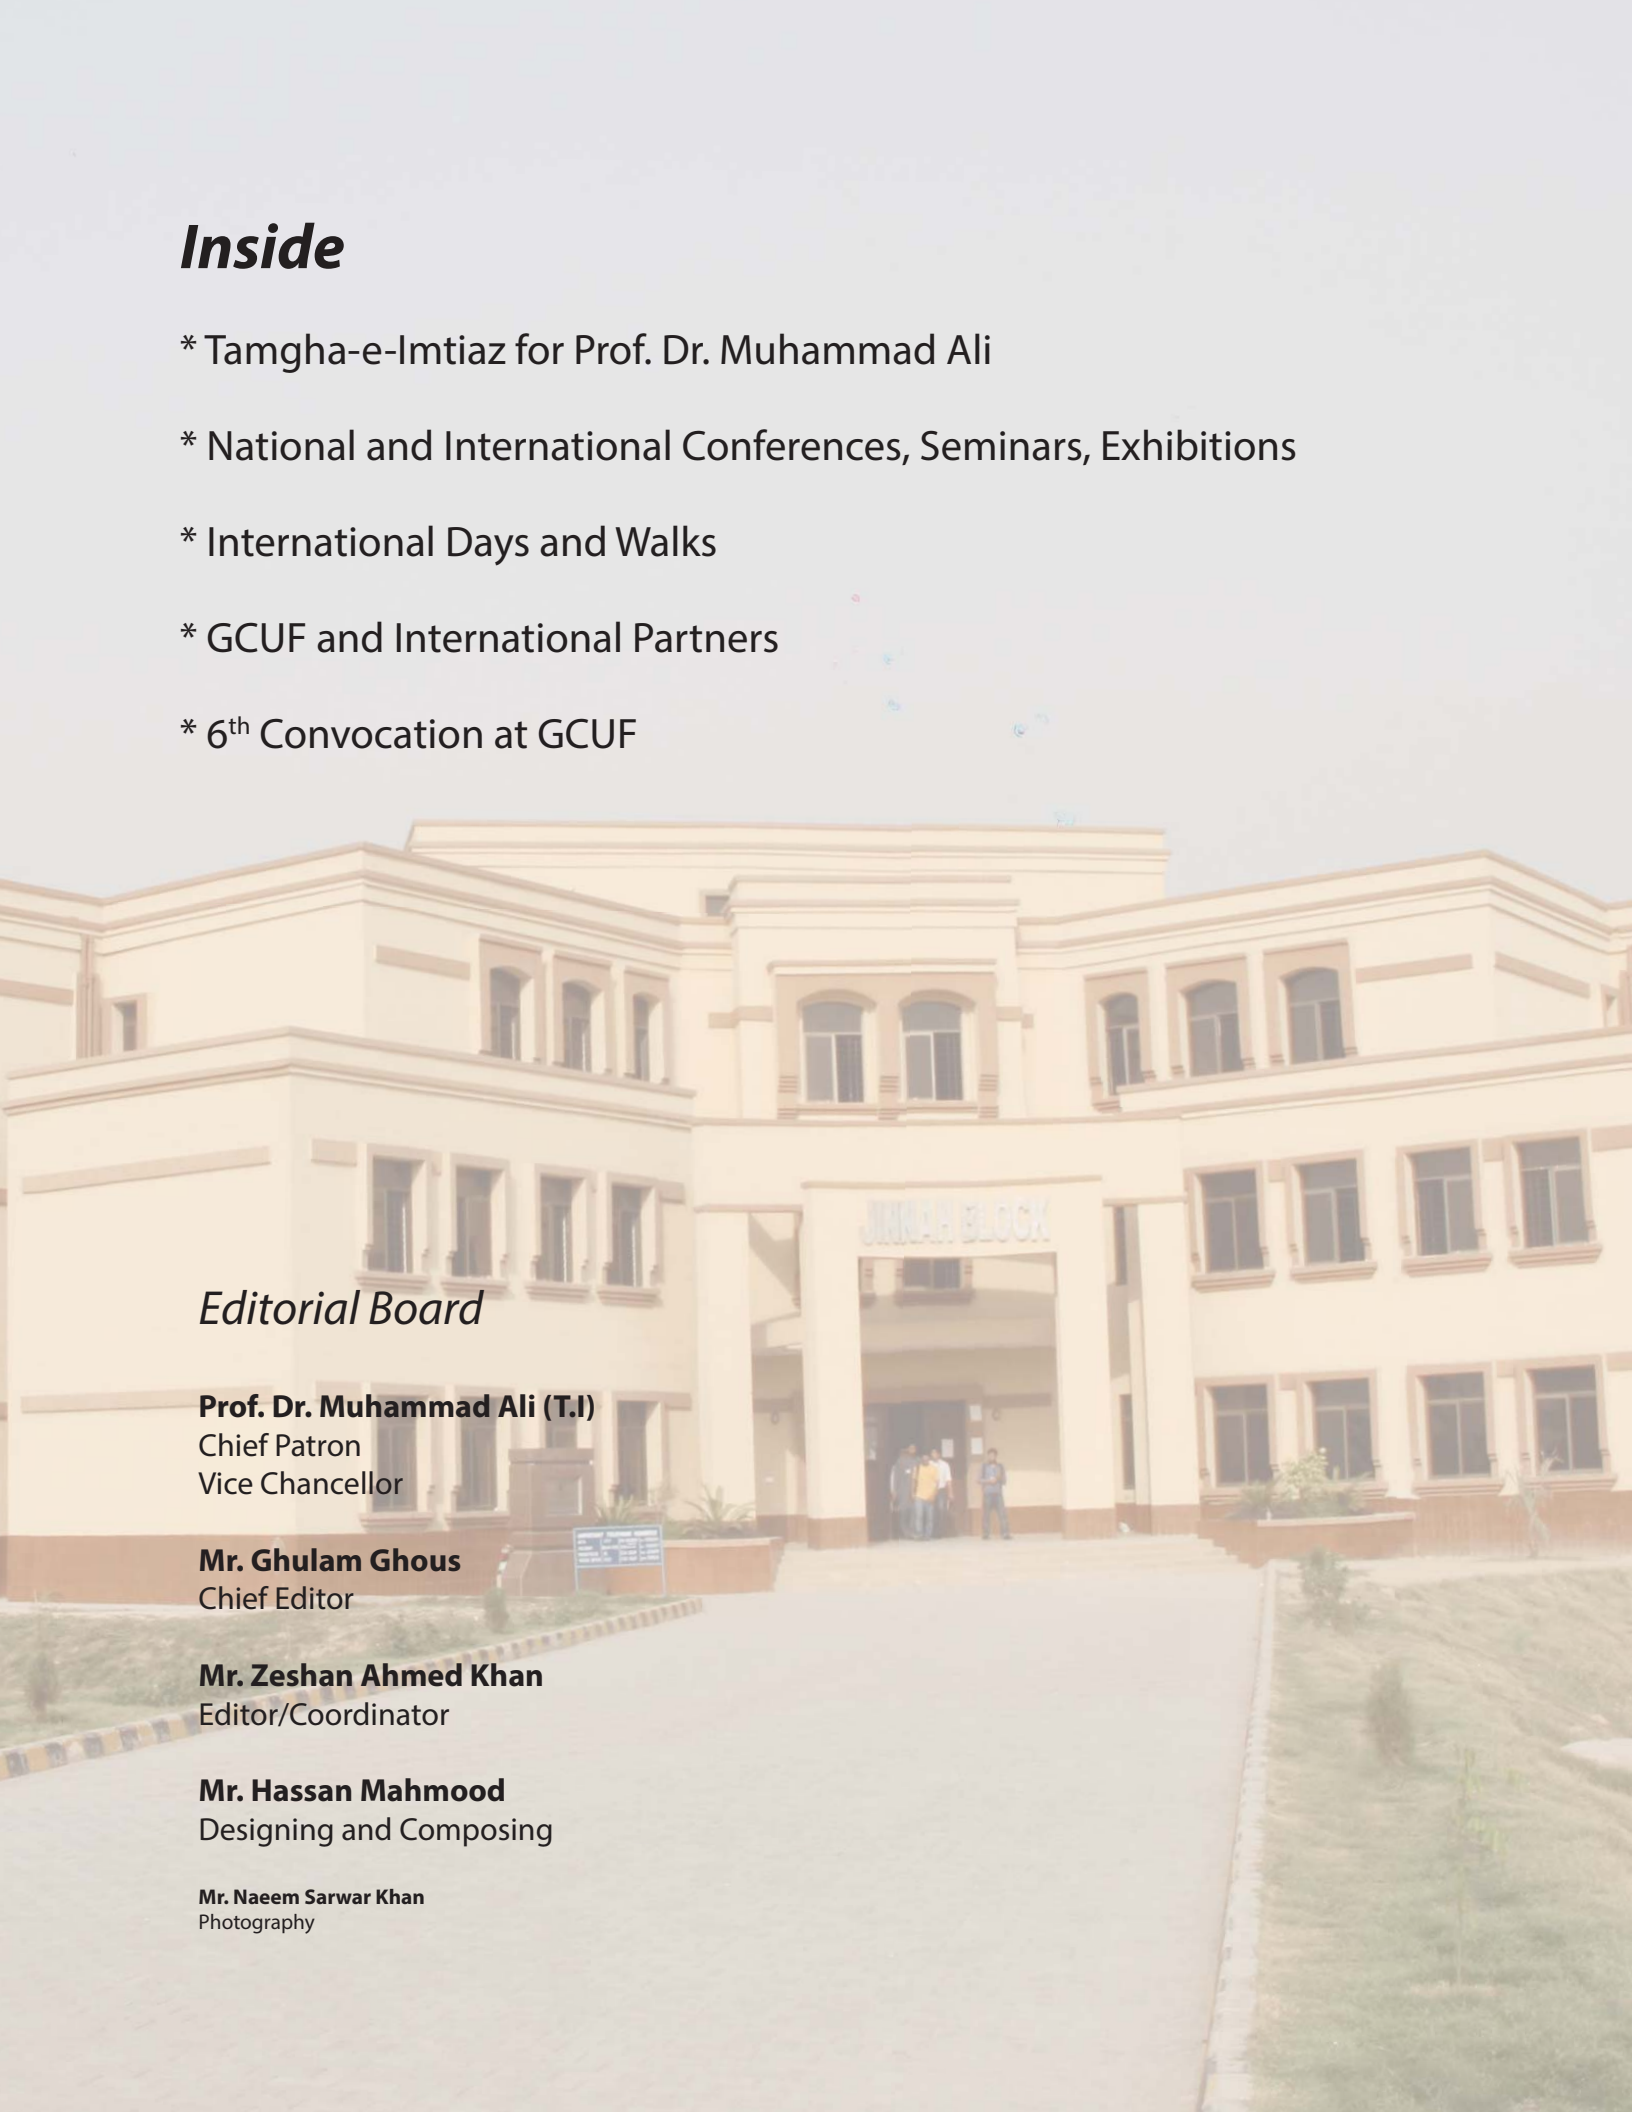 Inside
* Tamgha-e-Imtiaz for Prof. Dr. Muhammad Ali
* National and International Conferences, Seminars, Exhibitions
* International Days and Walks
* GCUF and International Partners
* 6th Convocation at GCUF
JINNAH BLOCK
Editorial Board
Prof. Dr. Muhammad Ali (T.I)
Chief Patron
Vice Chancellor
Mr. Ghulam Ghous
Chief Editor
Mr. Zeshan Ahmed Khan
Editor/Coordinator
Mr. Hassan Mahmood
Designing and Composing
Mr. Naeem Sarwar Khan
Photography